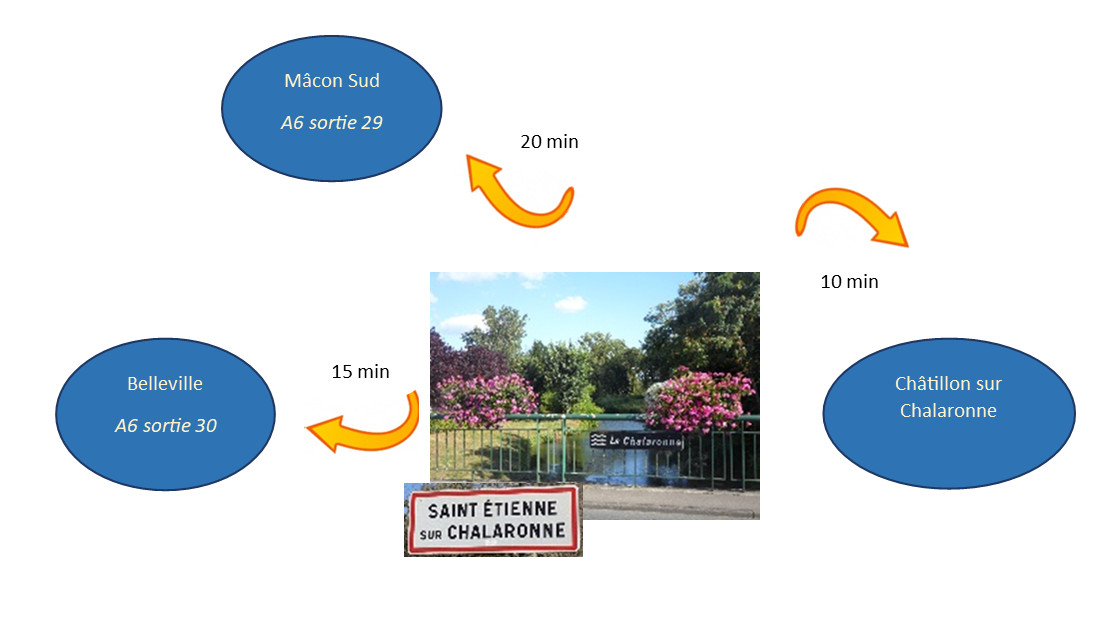 Mâcon Sud
A6 sortie 29
20 min
10 min
15 min
Belleville
A6 sortie 30
Châtillon sur
Chalaronne
La Chalaronne
SAINT ÉTIENNE
SUR CHALARONNE